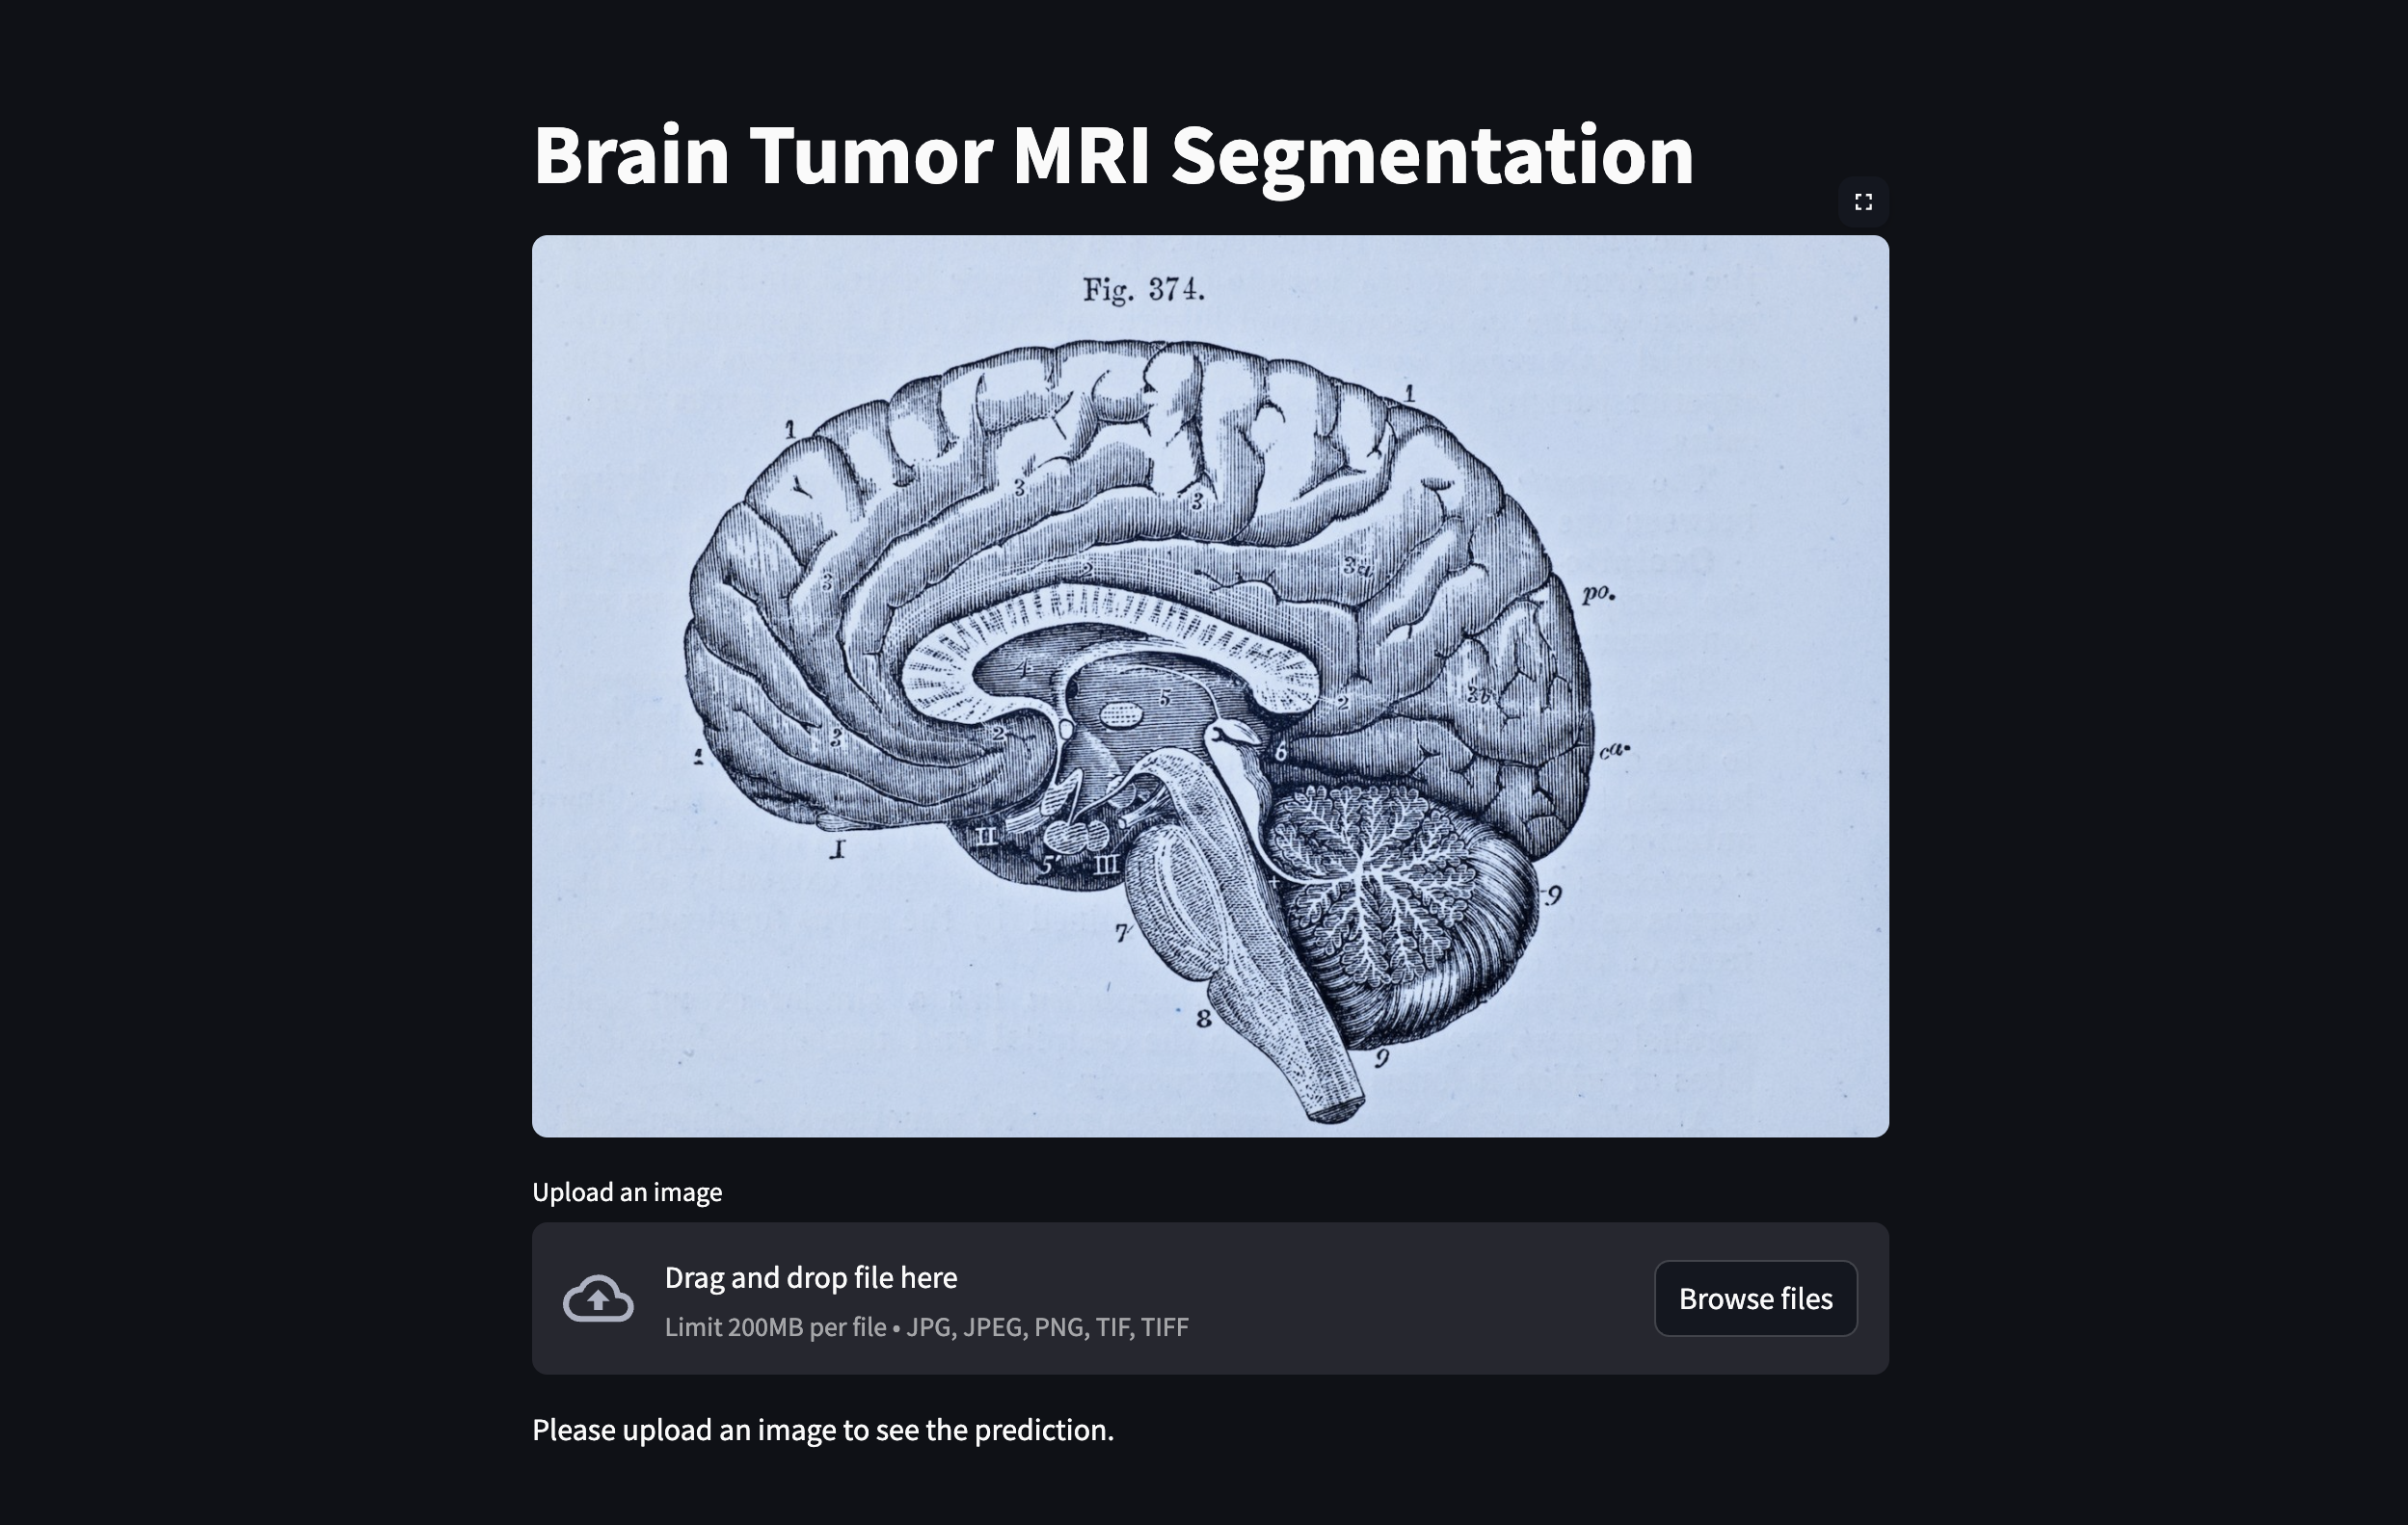 Brain Tumor MRI Segmentation
Fig. 374.
1
1
3
3
3
2
3a
po.
4
5
2
3b
3
2
1
6
ca.
I
II
5'
III
9
7
8
9
Upload an image
Drag and drop file here
Limit 200MB per file • JPG, JPEG, PNG, TIF, TIFF
Browse files
Please upload an image to see the prediction.